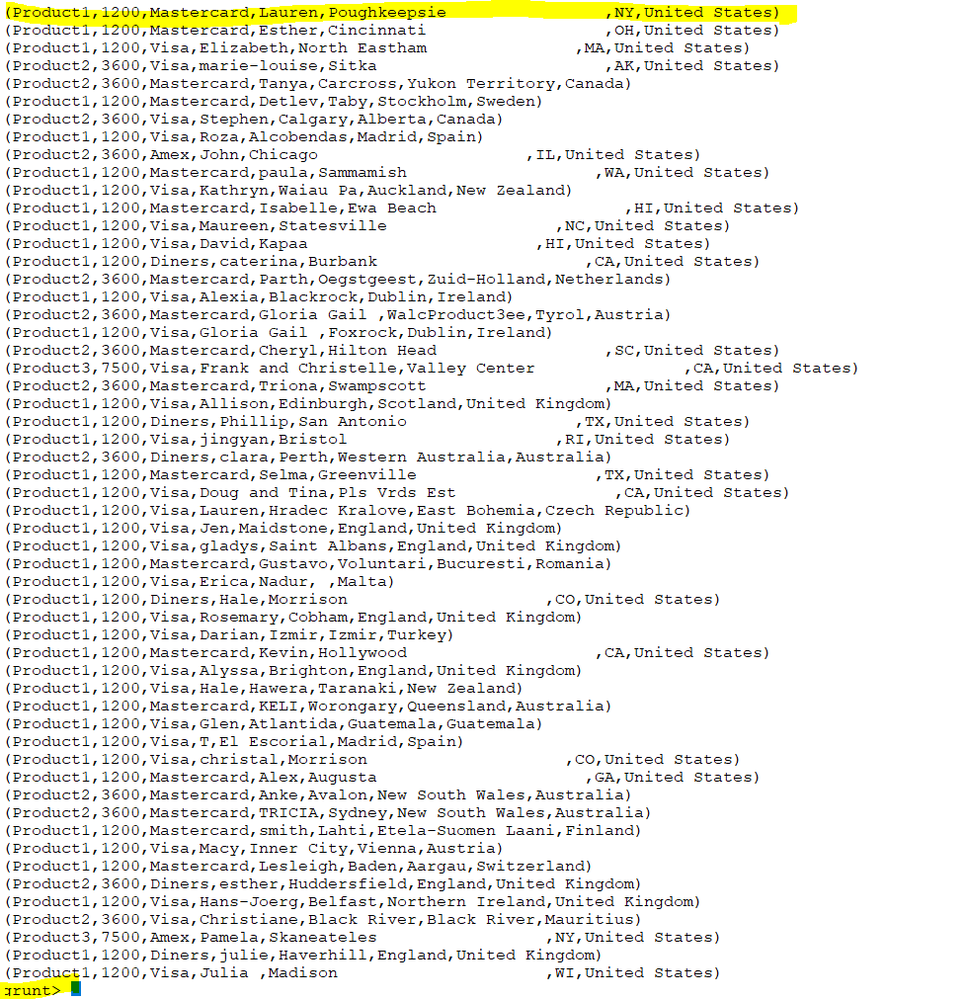 (Product1,1200,Mastercard,Lauren,Poughkeepsie                ,NY,United States)
(Product1,1200,Mastercard,Esther,Cincinnati                  ,OH,United States)
(Product1,1200,Visa,Elizabeth,North Eastham               ,MA,United States)
(Product2,3600,Visa,marie-louise,Sitka                       ,AK,United States)
(Product2,3600,Mastercard,Tanya,Carcross,Yukon Territory,Canada)
(Product1,1200,Mastercard,Detlev,Taby,Stockholm,Sweden)
(Product2,3600,Visa,Stephen,Calgary,Alberta,Canada)
(Product1,1200,Visa,Roza,Alcobendas,Madrid,Spain)
(Product2,3600,Amex,John,Chicago                     ,IL,United States)
(Product1,1200,Mastercard,paula,Sammamish                   ,WA,United States)
(Product1,1200,Visa,Kathryn,Waiau Pa,Auckland,New Zealand)
(Product1,1200,Mastercard,Isabelle,Ewa Beach                   ,HI,United States)
(Product1,1200,Visa,Maureen,Statesville                 ,NC,United States)
(Product1,1200,Visa,David,Kapaa                       ,HI,United States)
(Product1,1200,Diners,caterina,Burbank                     ,CA,United States)
(Product2,3600,Mastercard,Parth,Oegstgeest,Zuid-Holland,Netherlands)
(Product1,1200,Visa,Alexia,Blackrock,Dublin,Ireland)
(Product2,3600,Mastercard,Gloria Gail ,WalcProduct3ee,Tyrol,Austria)
(Product1,1200,Visa,Gloria Gail ,Foxrock,Dublin,Ireland)
(Product2,3600,Mastercard,Cheryl,Hilton Head                 ,SC,United States)
(Product3,7500,Visa,Frank and Christelle,Valley Center               ,CA,United States)
(Product2,3600,Mastercard,Triona,Swampscott                  ,MA,United States)
(Product1,1200,Visa,Allison,Edinburgh,Scotland,United Kingdom)
(Product1,1200,Diners,Phillip,San Antonio                 ,TX,United States)
(Product1,1200,Visa,jingyan,Bristol                     ,RI,United States)
(Product2,3600,Diners,clara,Perth,Western Australia,Australia)
(Product1,1200,Mastercard,Selma,Greenville                  ,TX,United States)
(Product1,1200,Visa,Doug and Tina,Pls Vrds Est                ,CA,United States)
(Product1,1200,Visa,Lauren,Hradec Kralove,East Bohemia,Czech Republic)
(Product1,1200,Visa,Jen,Maidstone,England,United Kingdom)
(Product1,1200,Visa,gladys,Saint Albans,England,United Kingdom)
(Product1,1200,Mastercard,Gustavo,Voluntari,Bucuresti,Romania)
(Product1,1200,Visa,Erica,Nadur, ,Malta)
(Product1,1200,Diners,Hale,Morrison                    ,CO,United States)
(Product1,1200,Visa,Rosemary,Cobham,England,United Kingdom)
(Product1,1200,Visa,Darian,Izmir,Izmir,Turkey)
(Product1,1200,Mastercard,Kevin,Hollywood                   ,CA,United States)
(Product1,1200,Visa,Alyssa,Brighton,England,United Kingdom)
(Product1,1200,Visa,Hale,Hawera,Taranaki,New Zealand)
(Product1,1200,Mastercard,KELI,Worongary,Queensland,Australia)
(Product1,1200,Visa,Glen,Atlantida,Guatemala,Guatemala)
(Product1,1200,Visa,T,El Escorial,Madrid,Spain)
(Product1,1200,Visa,christal,Morrison                    ,CO,United States)
(Product1,1200,Mastercard,Alex,Augusta                     ,GA,United States)
(Product2,3600,Mastercard,Anke,Avalon,New South Wales,Australia)
(Product2,3600,Mastercard,TRICIA,Sydney,New South Wales,Australia)
(Product1,1200,Mastercard,smith,Lahti,Etela-Suomen Laani,Finland)
(Product1,1200,Visa,Macy,Inner City,Vienna,Austria)
(Product1,1200,Mastercard,Lesleigh,Baden,Aargau,Switzerland)
(Product2,3600,Diners,esther,Huddersfield,England,United Kingdom)
(Product1,1200,Visa,Hans-Joerg,Belfast,Northern Ireland,United Kingdom)
(Product2,3600,Visa,Christiane,Black River,Black River,Mauritius)
(Product3,7500,Amex,Pamela,Skaneateles                 ,NY,United States)
(Product1,1200,Diners,julie,Haverhill,England,United Kingdom)
(Product1,1200,Visa,Julia ,Madison                     ,WI,United States)
grunt>